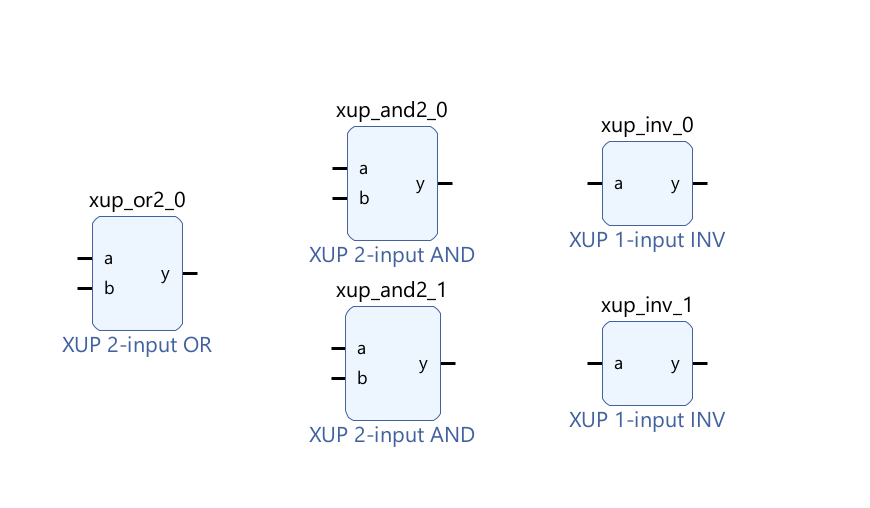 xup_or2_0
a
b
y
XUP 2-input OR
xup_and2_0
a
b
y
XUP 2-input AND
xup_and2_1
a
b
y
XUP 2-input AND
xup_inv_0
a y
XUP 1-input INV
xup_inv_1
a y
XUP 1-input INV